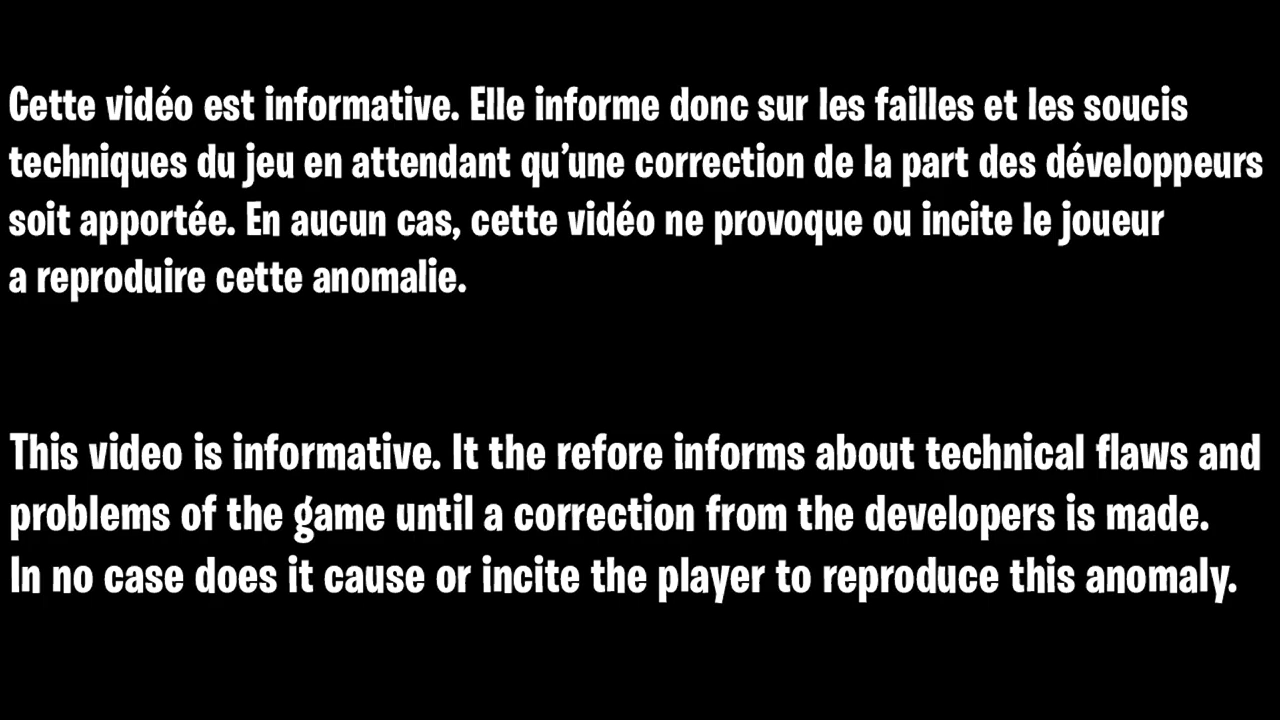 Cette vidéo est informative. Elle informe donc sur les failles et les soucis
techniques du jeu en attendant qu’une correction de la part des développeurs
soit apportée. En aucun cas, cette vidéo ne provoque ou incite le joueur
a reproduire cette anomalie.
This video is informative. It the refore informs about technical flaws and
problems of the game until a correction from the developers is made.
In no case does it cause or incite the player to reproduce this anomaly.